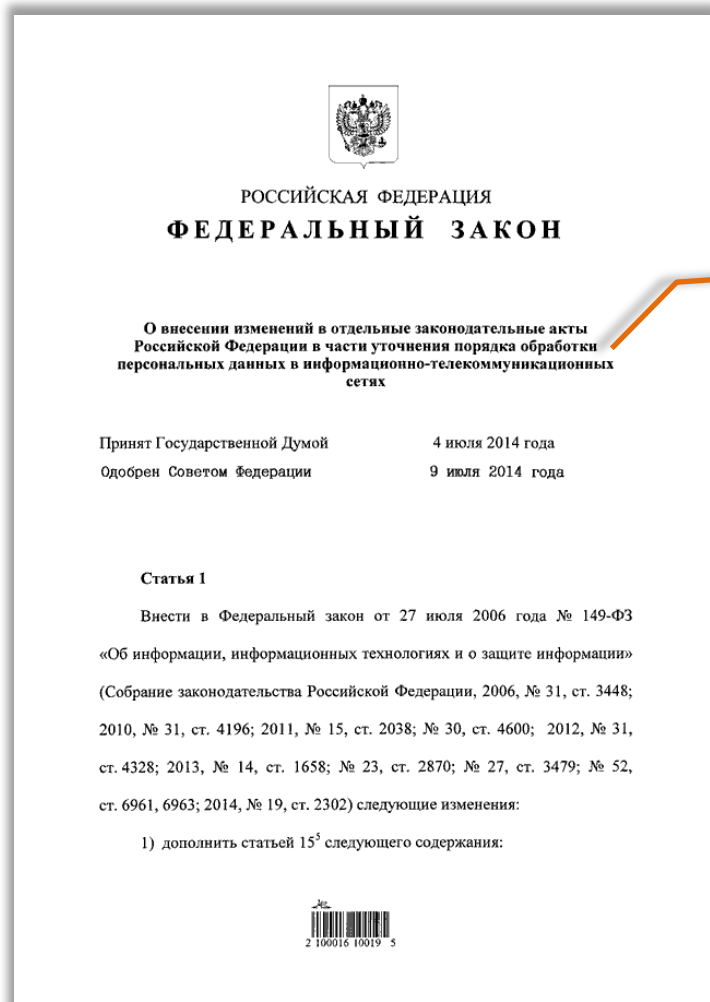 РОССИЙСКАЯ ФЕДЕРАЦИЯ
ФЕДЕРАЛЬНЫЙ ЗАКОН
О внесении изменений в отдельные законодательные акты
Российской Федерации в части уточнения порядка обработки
персональных данных в информационно-телекоммуникационных
сетях
Принят Государственной Думой 4 июля 2014 года
Одобрен Советом Федерации 9 июля 2014 года
Статья 1
Внести в Федеральный закон от 27 июля 2006 года № 149-ФЗ
«Об информации, информационных технологиях и о защите информации»
(Собрание законодательства Российской Федерации, 2006, № 31, ст. 3448;
2010, № 31, ст. 4196; 2011, № 15, ст. 2038; № 30, ст. 4600; 2012, № 31,
ст. 4328; 2013, № 14, ст. 1658; № 23, ст. 2870; № 27, ст. 3479; № 52,
ст. 6961, 6963; 2014, № 19, ст. 2302) следующие изменения:
1) дополнить статьей 15⁵ следующего содержания:
2 100016 10019 5